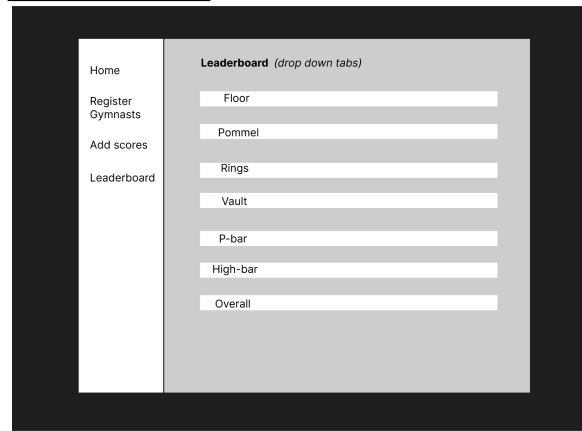 Home
Register
Gymnasts
Add scores
Leaderboard
Leaderboard (drop down tabs)
Floor
Pommel
Rings
Vault
P-bar
High-bar
Overall